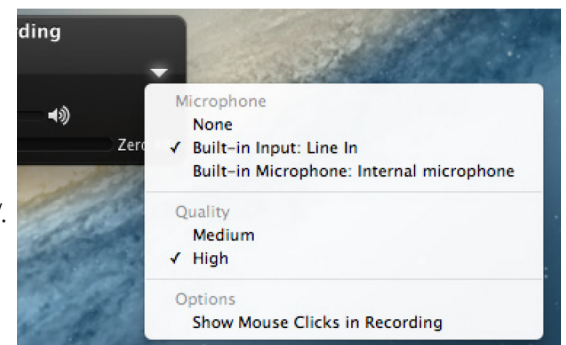 ding
Zero
Microphone
None
✓ Built-in Input: Line In
Built-in Microphone: Internal microphone
Quality
Medium
✓ High
Options
Show Mouse Clicks in Recording